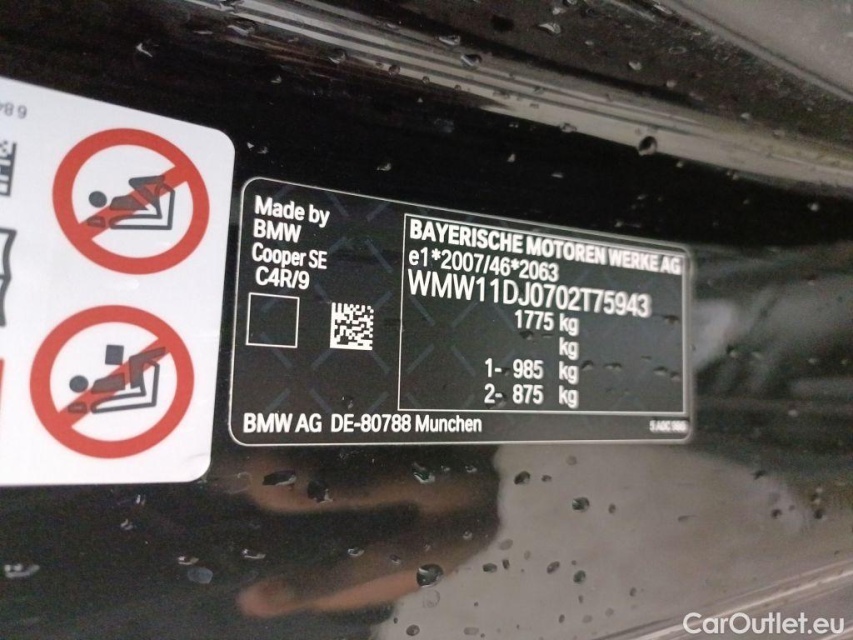 Made by
BMW
Cooper SE
C4R/9
BAYERISCHE MOTOREN WERKE AG
e1*2007/46*2063
WMW11DJ0702T75943
1775 kg
kg
1- 985 kg
2- 875 kg
BMW AG DE-80788 Munchen
CarOutlet.eu